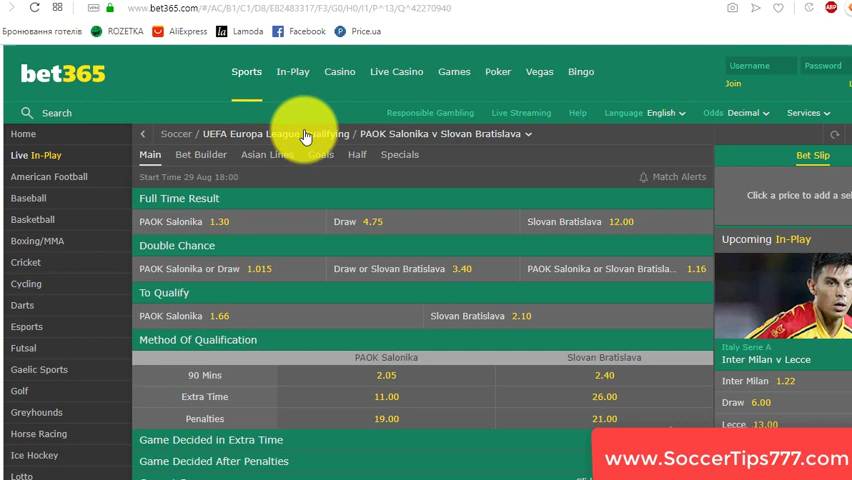 VPN www.bet365.com/#/AC/B1/C1/D8/E82483317/F3/G0/H0/I1/P^13/Q^42270940 ABP
Бронювання готелів ROZETKA AliExpress Lamoda Facebook Price.ua
bet365 Sports In-Play Casino Live Casino Games Poker Vegas Bingo Username Password
Join
Search Responsible Gambling Live Streaming Help Language English Odds Decimal Services
Home
Soccer / UEFA Europa League Qualifying / PAOK Salonika v Slovan Bratislava
Live In-Play
Main Bet Builder Asian Lines Goals Half Specials
Bet Slip
American Football
Start Time 29 Aug 18:00 Match Alerts
Baseball
Full Time Result
Click a price to add a sel
Basketball
PAOK Salonika 1.30 Draw 4.75 Slovan Bratislava 12.00
Boxing/MMA
Double Chance
Upcoming In-Play
Cricket
PAOK Salonika or Draw 1.015 Draw or Slovan Bratislava 3.40 PAOK Salonika or Slovan Bratisla... 1.16
Cycling
To Qualify
Darts
PAOK Salonika 1.66 Slovan Bratislava 2.10
Esports
Method Of Qualification
Futsal
PAOK Salonika Slovan Bratislava
Italy Serie A
Inter Milan v Lecce
Gaelic Sports
90 Mins 2.05 2.40
Inter Milan 1.22
Golf
Extra Time 11.00 26.00
Draw 6.00
Greyhounds
Penalties 19.00 21.00
Lecce 13.00
Horse Racing
Game Decided in Extra Time
Ice Hockey
Game Decided After Penalties
www.SoccerTips777.com
Lotto